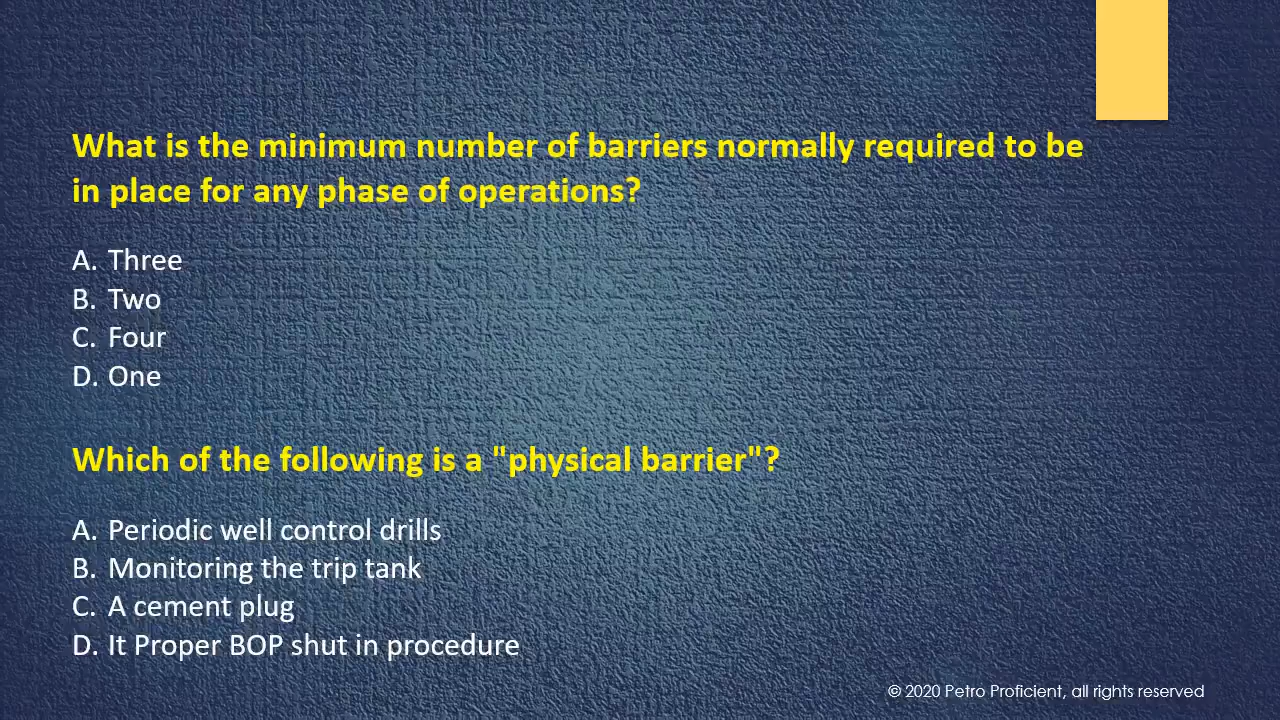 What is the minimum number of barriers normally required to be
in place for any phase of operations?
A. Three
B. Two
C. Four
D. One
Which of the following is a "physical barrier"?
A. Periodic well control drills
B. Monitoring the trip tank
C. A cement plug
D. It Proper BOP shut in procedure
© 2020 Petro Proficient, all rights reserved